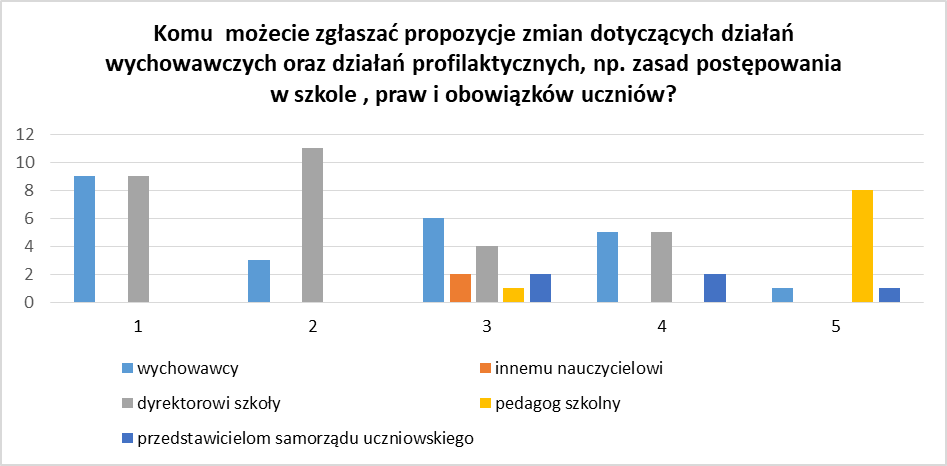 Komu  możecie zgłaszać propozycje zmian dotyczących działań
wychowawczych oraz działań profilaktycznych, np. zasad postępowania
w szkole , praw i obowiązków uczniów?
12
10
8
6
4
2
0
1 2 3 4 5
wychowawcy innemu nauczycielowi
dyrektorowi szkoły pedagog szkolny
przedstawicielom samorządu uczniowskiego